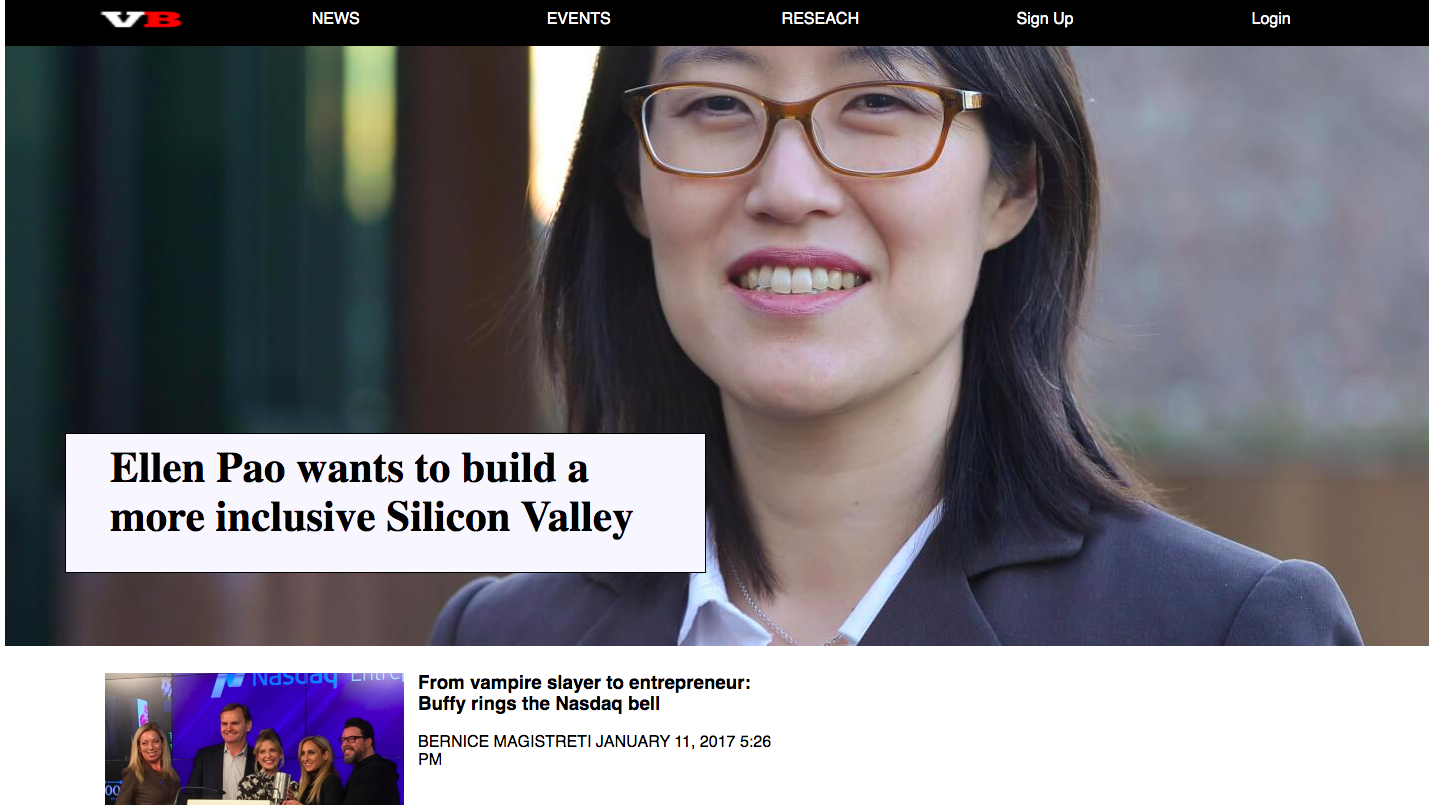 VB NEWS EVENTS RESEACH Sign Up Login
Ellen Pao wants to build a
more inclusive Silicon Valley
Nasdaq Entrep
From vampire slayer to entrepreneur:
Buffy rings the Nasdaq bell
BERNICE MAGISTRETI JANUARY 11, 2017 5:26
PM